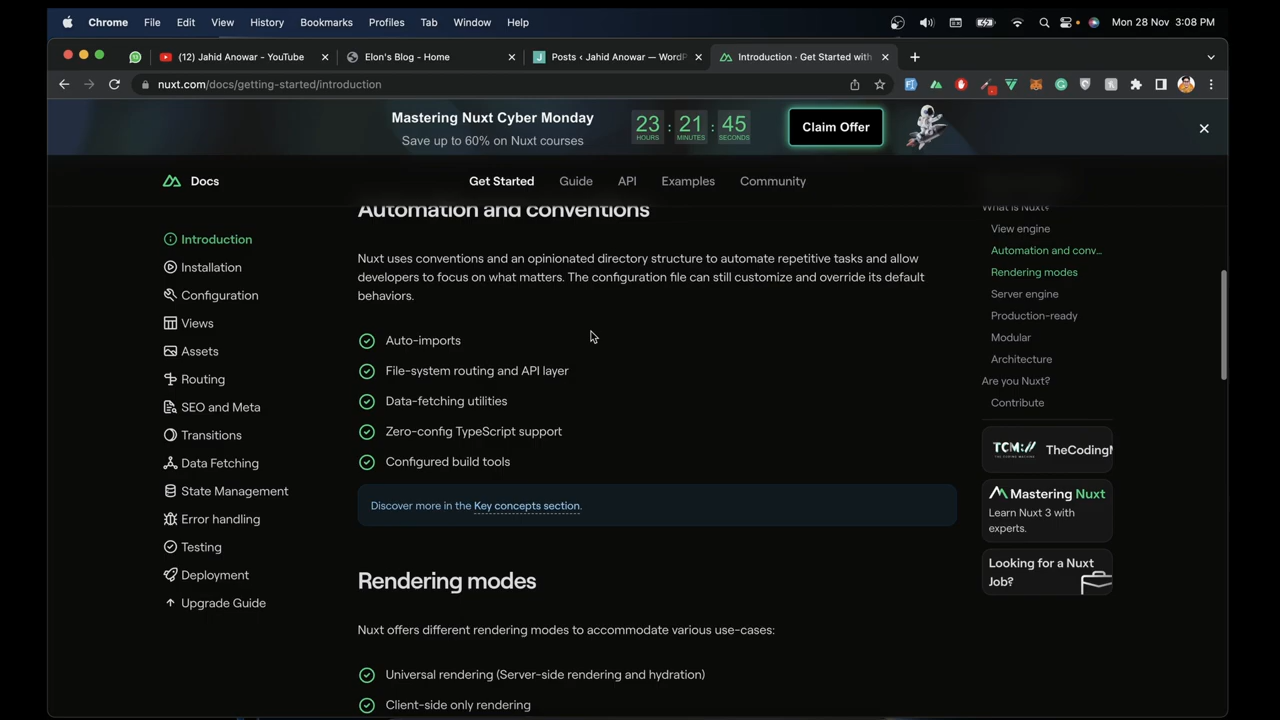 Chrome File Edit View History Bookmarks Profiles Tab Window Help Mon 28 Nov 3:08 PM
(12) Jahid Anowar - YouTube Elon's Blog - Home Posts ‹ Jahid Anowar — WordP Introduction · Get Started with
nuxt.com/docs/getting-started/introduction
Mastering Nuxt Cyber Monday
Save up to 60% on Nuxt courses
23 : 21 : 45
HOURS MINUTES SECONDS
Claim Offer
Docs
Get Started Guide API Examples Community
Introduction
Installation
Configuration
Views
Assets
Routing
SEO and Meta
Transitions
Data Fetching
State Management
Error handling
Testing
Deployment
Upgrade Guide
Automation and conventions
Nuxt uses conventions and an opinionated directory structure to automate repetitive tasks and allow
developers to focus on what matters. The configuration file can still customize and override its default
behaviors.
Auto-imports
File-system routing and API layer
Data-fetching utilities
Zero-config TypeScript support
Configured build tools
Discover more in the Key concepts section.
Rendering modes
Nuxt offers different rendering modes to accommodate various use-cases:
Universal rendering (Server-side rendering and hydration)
Client-side only rendering
What is Nuxt?
View engine
Automation and conv...
Rendering modes
Server engine
Production-ready
Modular
Architecture
Are you Nuxt?
Contribute
TCM:// TheCodingM
THE CODING MACHINE
Mastering Nuxt
Learn Nuxt 3 with
experts.
Looking for a Nuxt
Job?